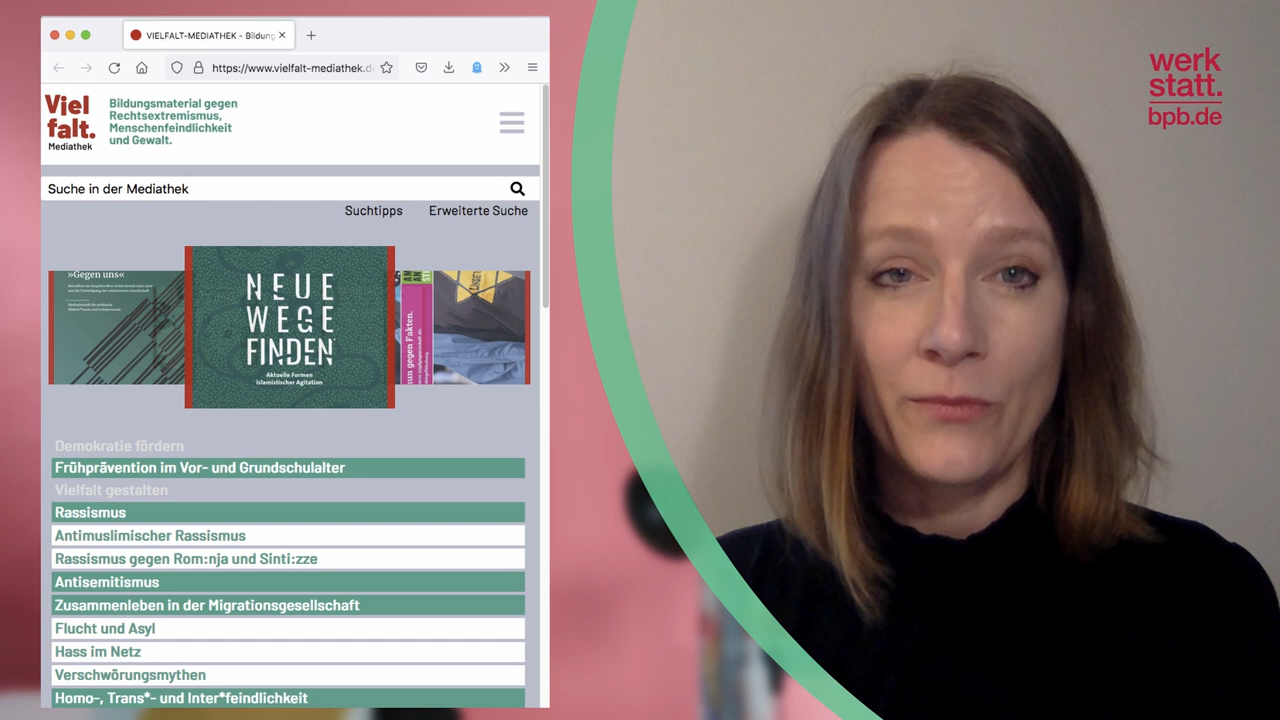 VIELFALT-MEDIATHEK - Bildung
https://www.vielfalt-mediathek.d
Viel
falt.
Mediathek
Bildungsmaterial gegen
Rechtsextremismus,
Menschenfeindlichkeit
und Gewalt.
Suche in der Mediathek
Suchtipps Erweiterte Suche
»Gegen uns«
NEUE
WEGE
FINDEN
Aktuelle Formen
islamistischer Agitation
gegen Fakten.
Demokratie fördern
Frühprävention im Vor- und Grundschulalter
Vielfalt gestalten
Rassismus
Antimuslimischer Rassismus
Rassismus gegen Rom:nja und Sinti:zze
Antisemitismus
Zusammenleben in der Migrationsgesellschaft
Flucht und Asyl
Hass im Netz
Verschwörungsmythen
Homo-, Trans*- und Inter*feindlichkeit
werk
statt.
bpb.de